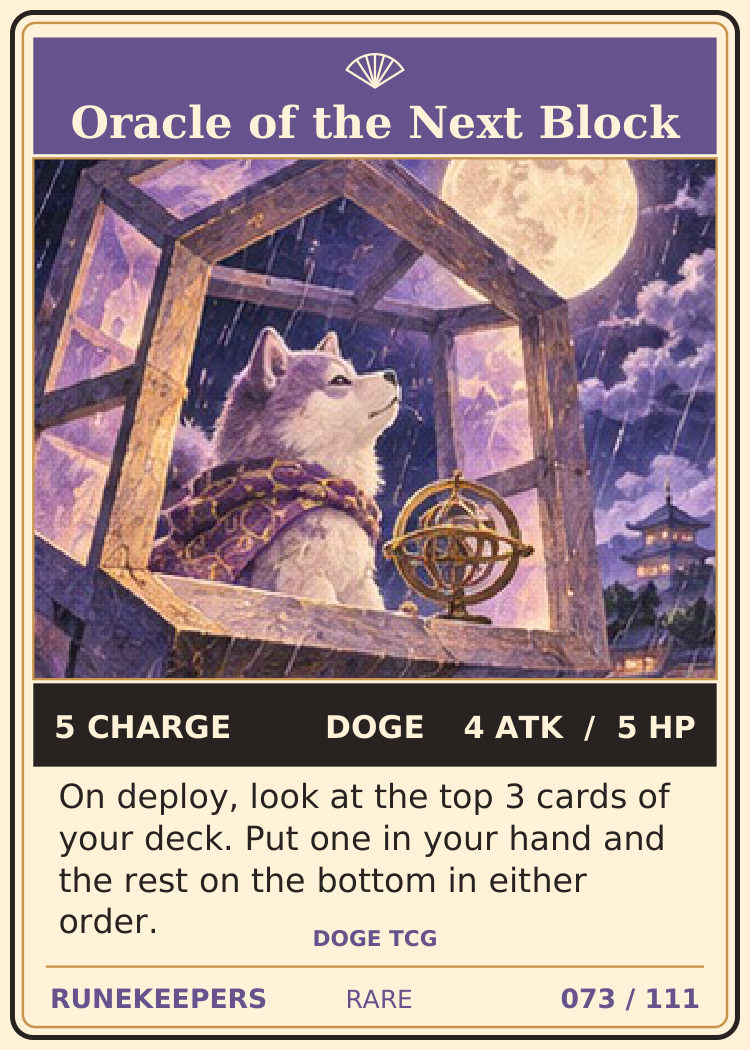 Oracle of the Next Block
5 CHARGE DOGE 4 ATK / 5 HP
On deploy, look at the top 3 cards of
your deck. Put one in your hand and
the rest on the bottom in either
order.
DOGE TCG
RUNEKEEPERS RARE 073 / 111